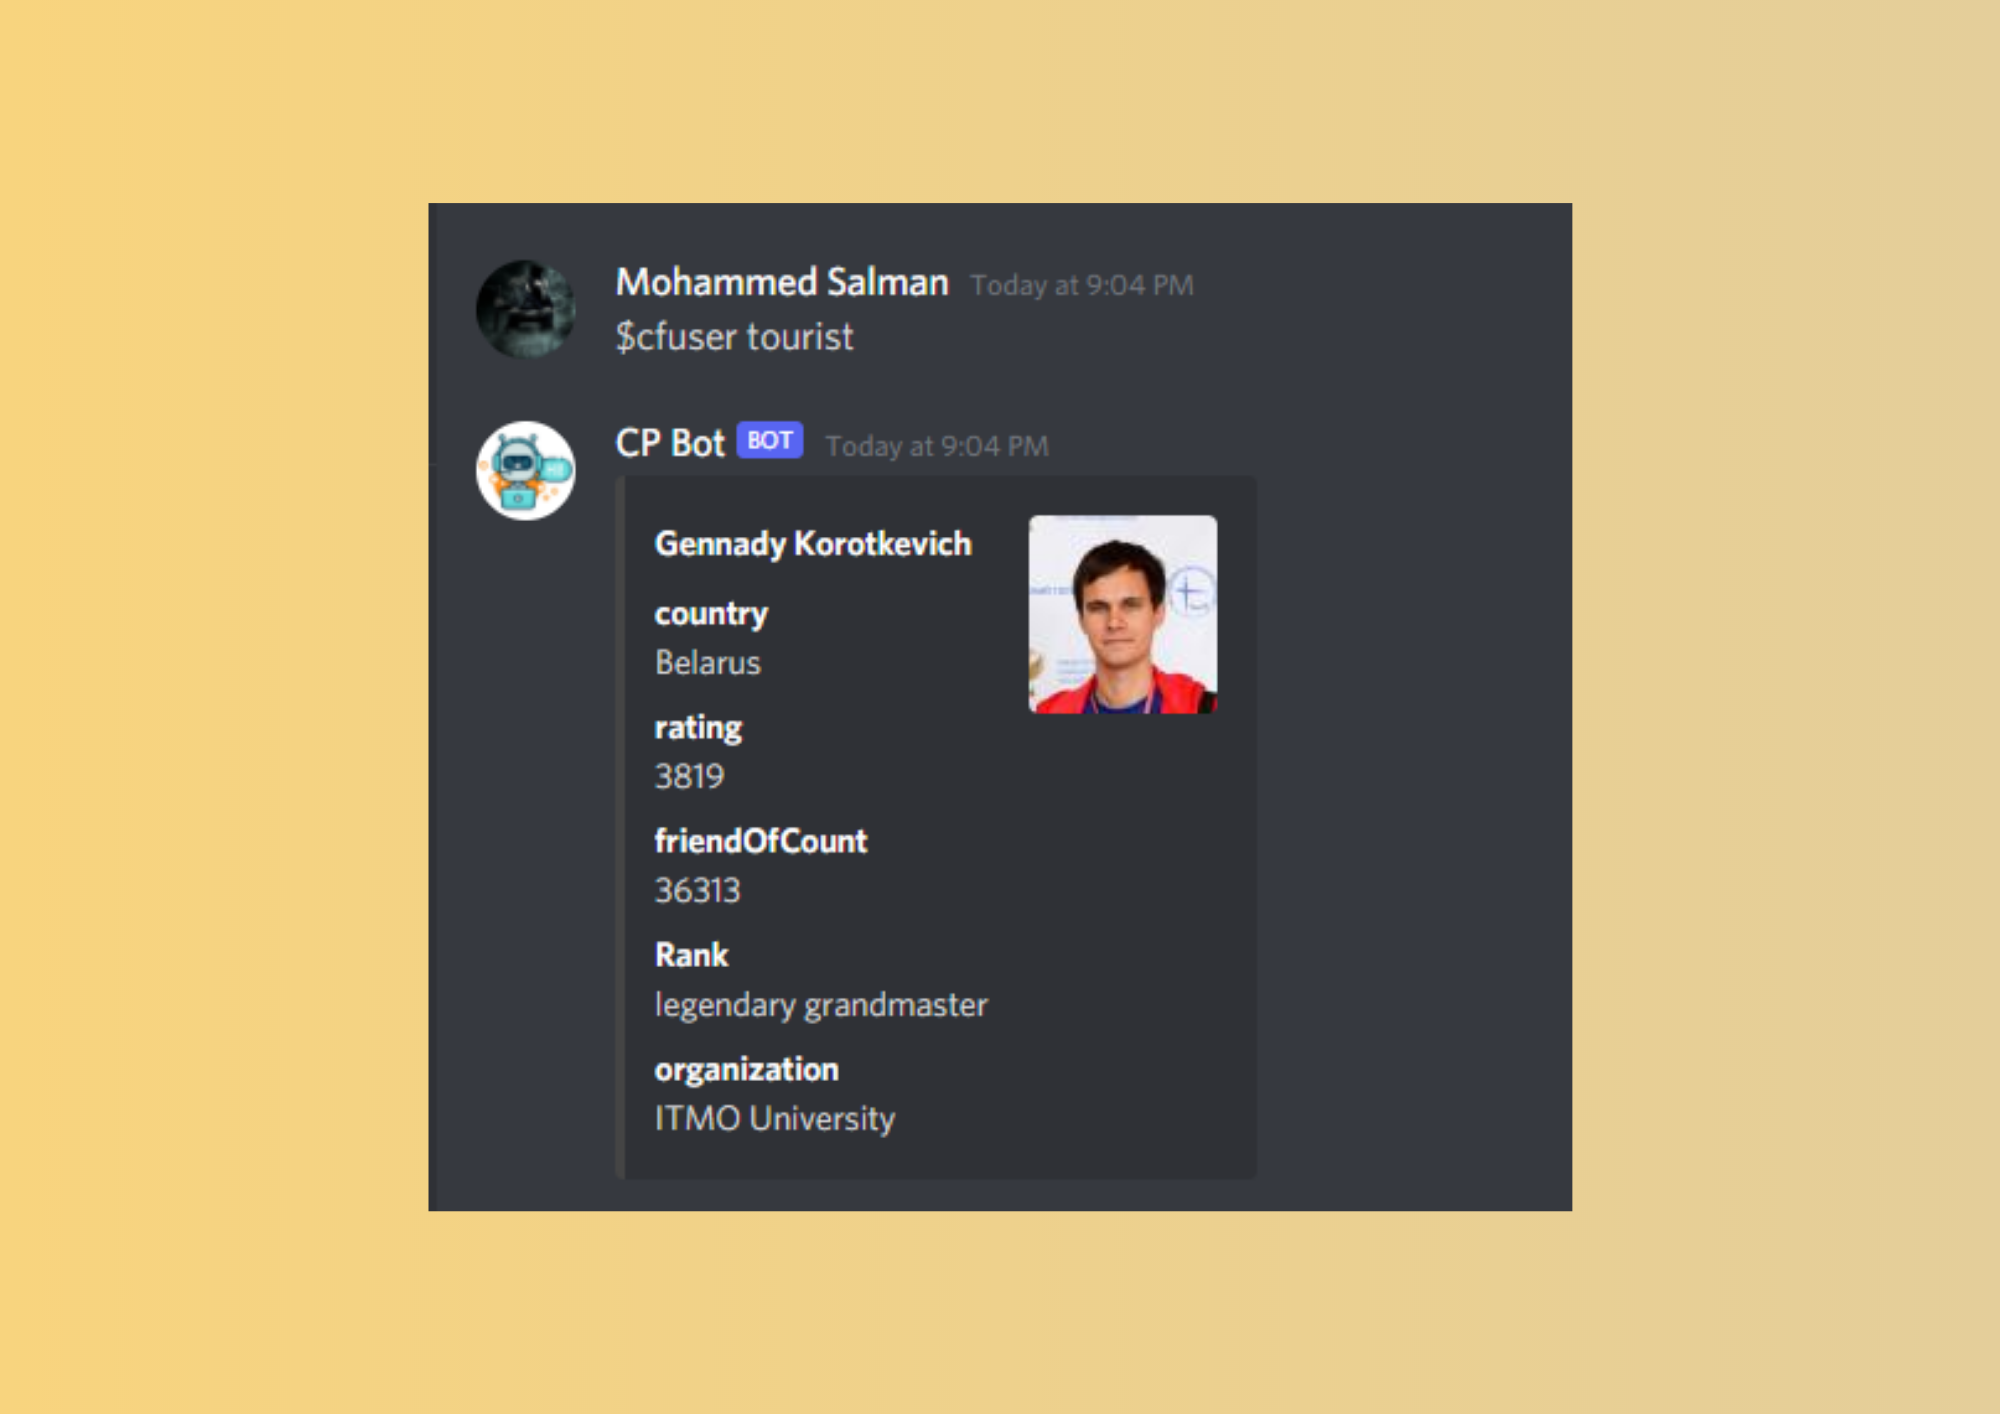 Mohammed Salman Today at 9:04 PM
$cfuser tourist
CP Bot BOT Today at 9:04 PM
Gennady Korotkevich
country
Belarus
rating
3819
friendOfCount
36313
Rank
legendary grandmaster
organization
ITMO University